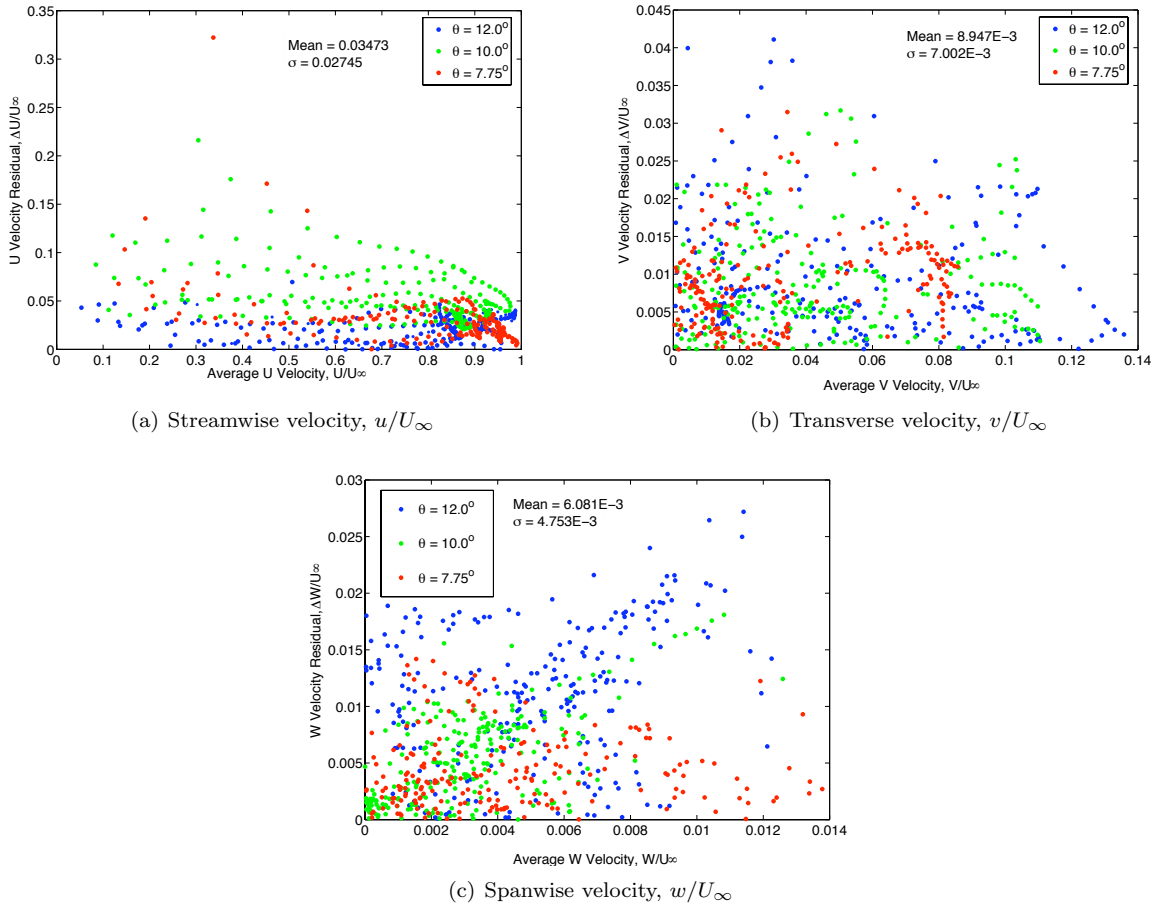 0.35
0.3
0.25
0.2
0.15
0.1
0.05
0
U Velocity Residual, ΔU/U∞
Mean = 0.03473
σ = 0.02745
θ = 12.0°
θ = 10.0°
θ = 7.75°
0 0.1 0.2 0.3 0.4 0.5 0.6 0.7 0.8 0.9 1
Average U Velocity, U/U∞
(a) Streamwise velocity, u/U∞
0.045
0.04
0.035
0.03
0.025
0.02
0.015
0.01
0.005
0
V Velocity Residual, ΔV/U∞
Mean = 8.947E−3
σ = 7.002E−3
θ = 12.0°
θ = 10.0°
θ = 7.75°
0.02 0.04 0.06 0.08 0.1 0.12 0.14
Average V Velocity, V/U∞
(b) Transverse velocity, v/U∞
0.03
0.025
0.02
0.015
0.01
0.005
0
W Velocity Residual, ΔW/U∞
θ = 12.0°
θ = 10.0°
θ = 7.75°
Mean = 6.081E−3
σ = 4.753E−3
0 0.002 0.004 0.006 0.008 0.01 0.012 0.014
Average W Velocity, W/U∞
(c) Spanwise velocity, w/U∞